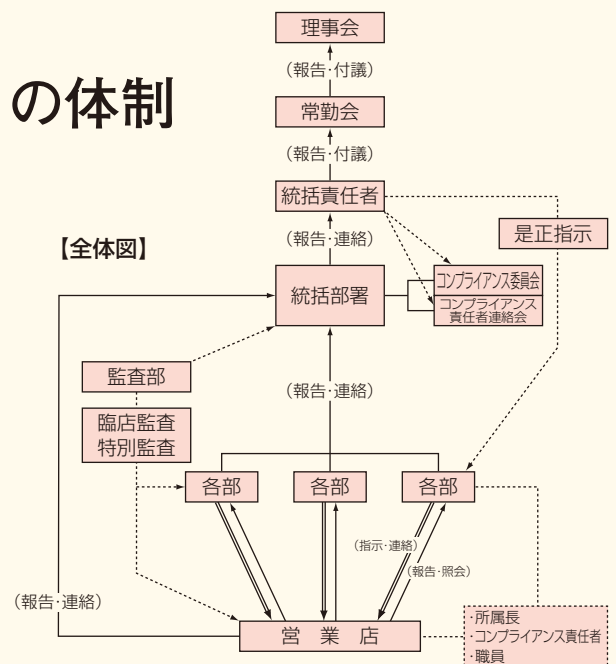 理事会
(報告・付議)
の体制
常勤会
(報告・付議)
統括責任者
是正指示
(報告・連絡)
【全体図】
統括部署
コンプライアンス委員会
コンプライアンス
責任者連絡会
監査部
(報告・連絡)
臨店監査
特別監査
各部
各部
各部
(指示・連絡)
(報告・照会)
(報告・連絡)
営業店
・所属長
・コンプライアンス責任者
・職員